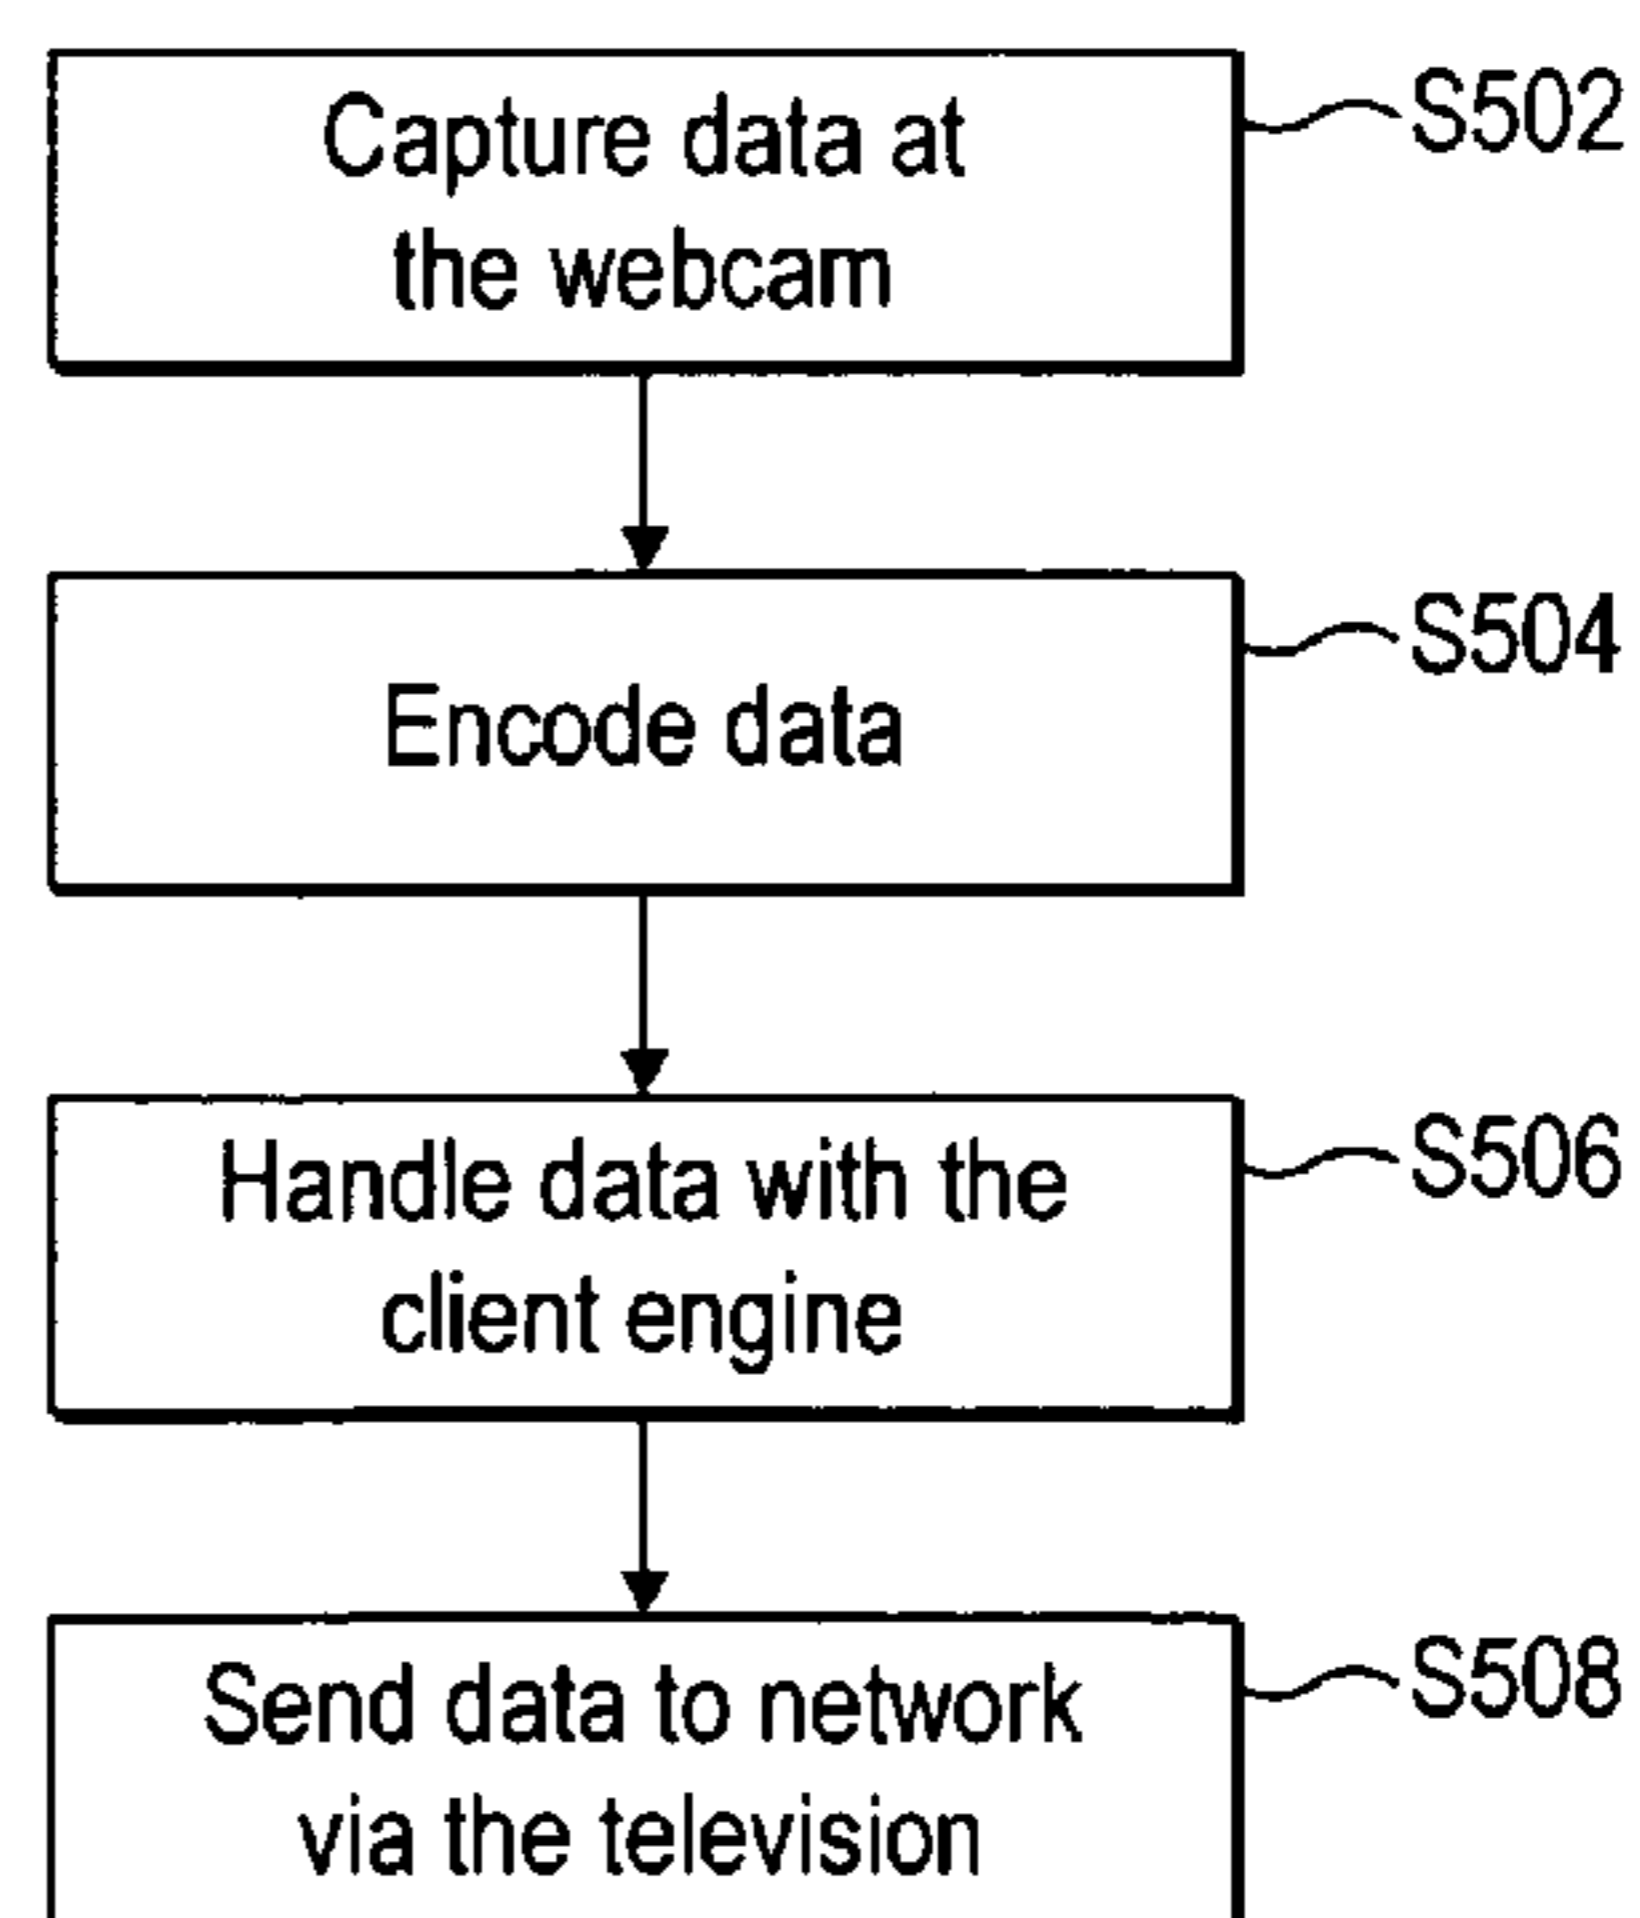 Capture data at
the webcam
S502
Encode data
S504
Handle data with the
client engine
S506
Send data to network
via the television
S508